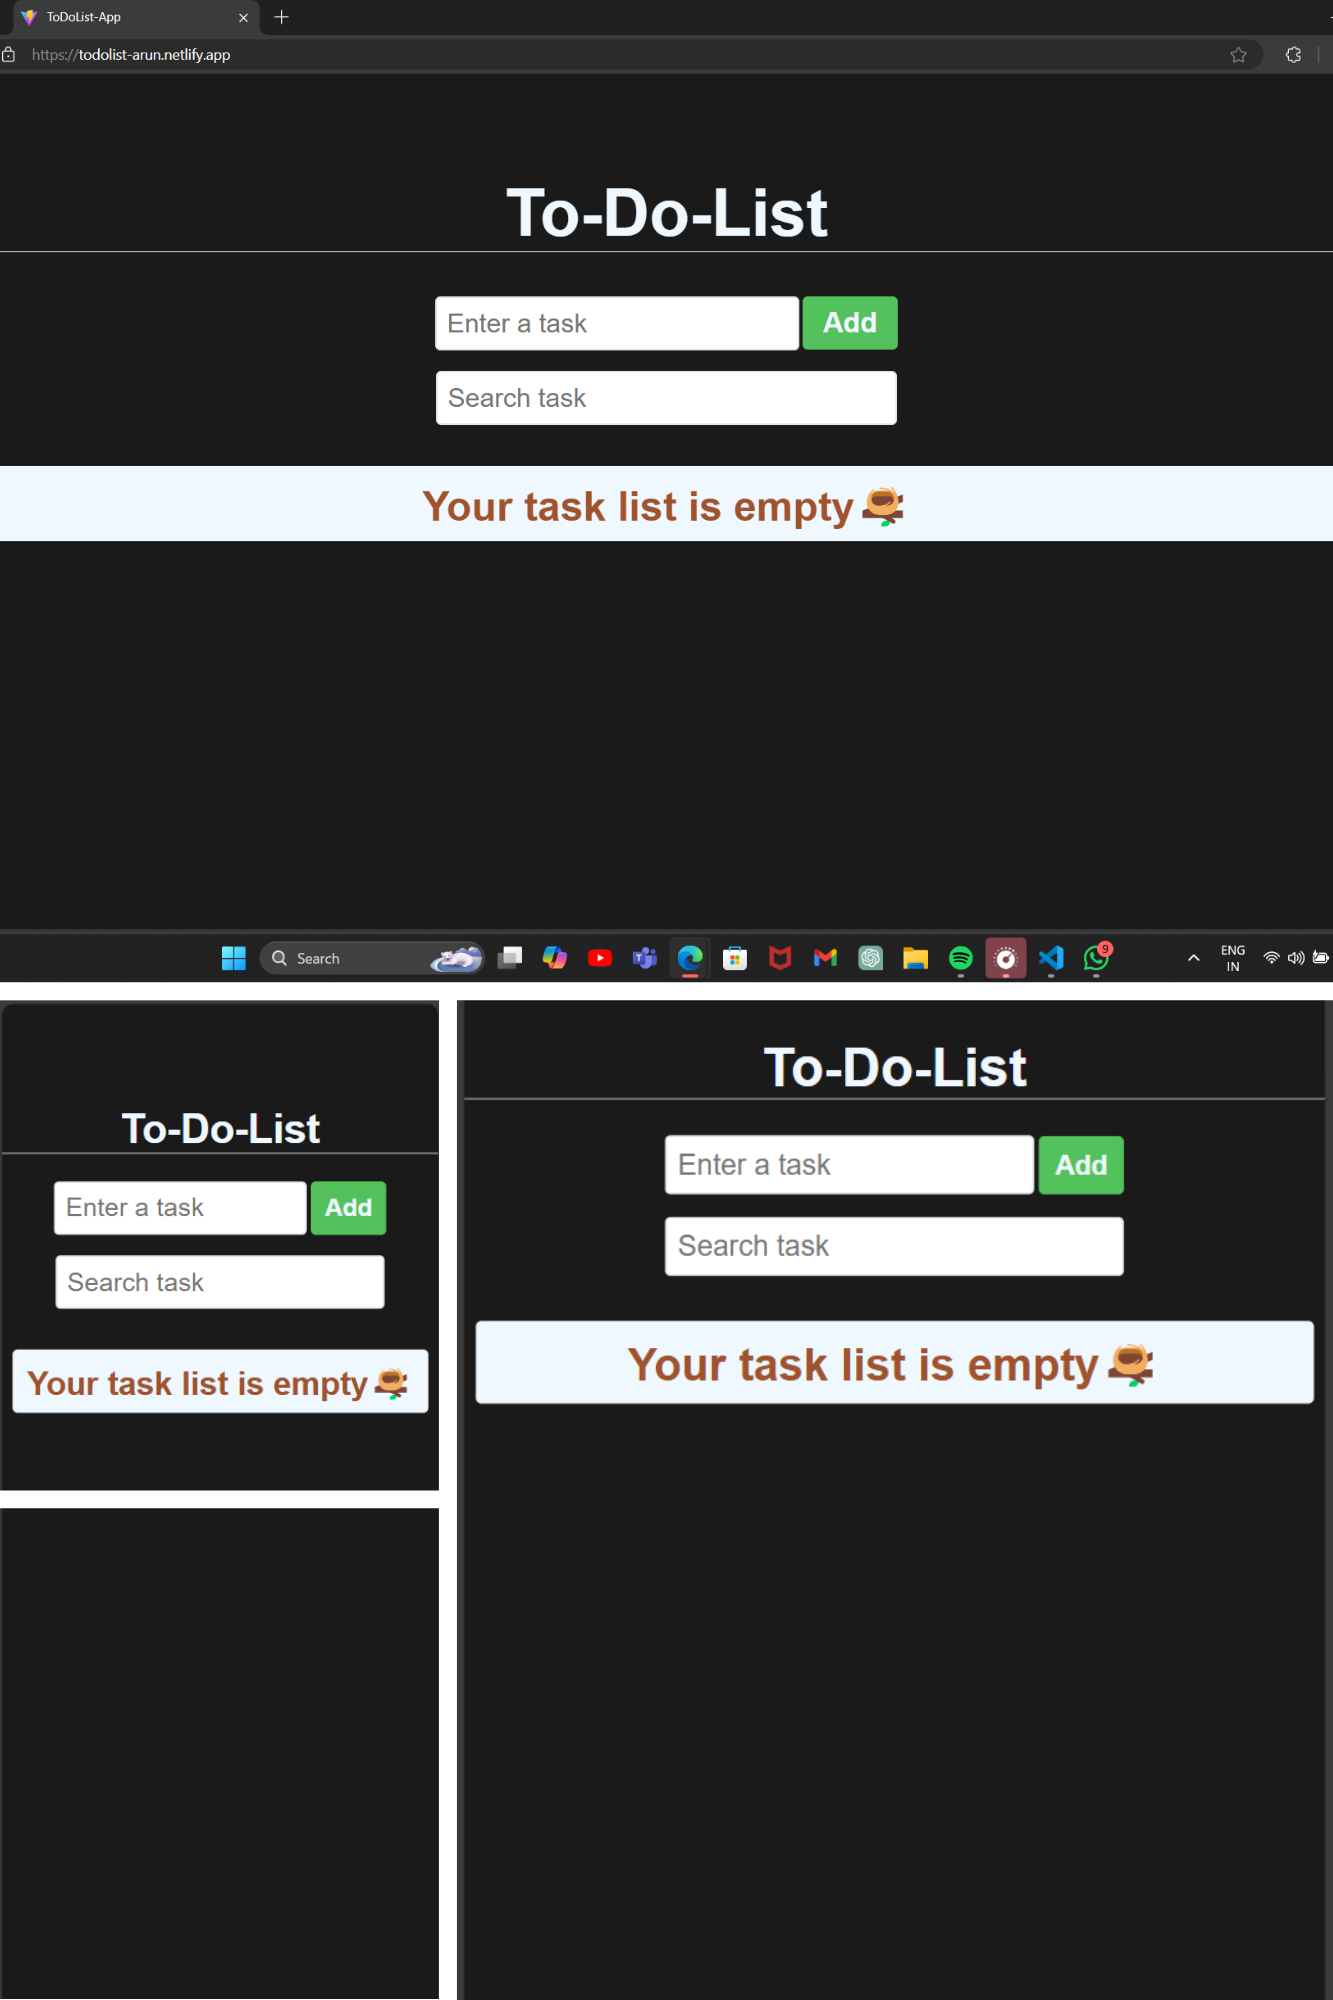 ToDoList-App
https://todolist-arun.netlify.app
To-Do-List
Enter a task
Add
Search task
Your task list is empty
Search
9
ENG
IN
To-Do-List
Enter a task
Add
Search task
Your task list is empty
To-Do-List
Enter a task
Add
Search task
Your task list is empty